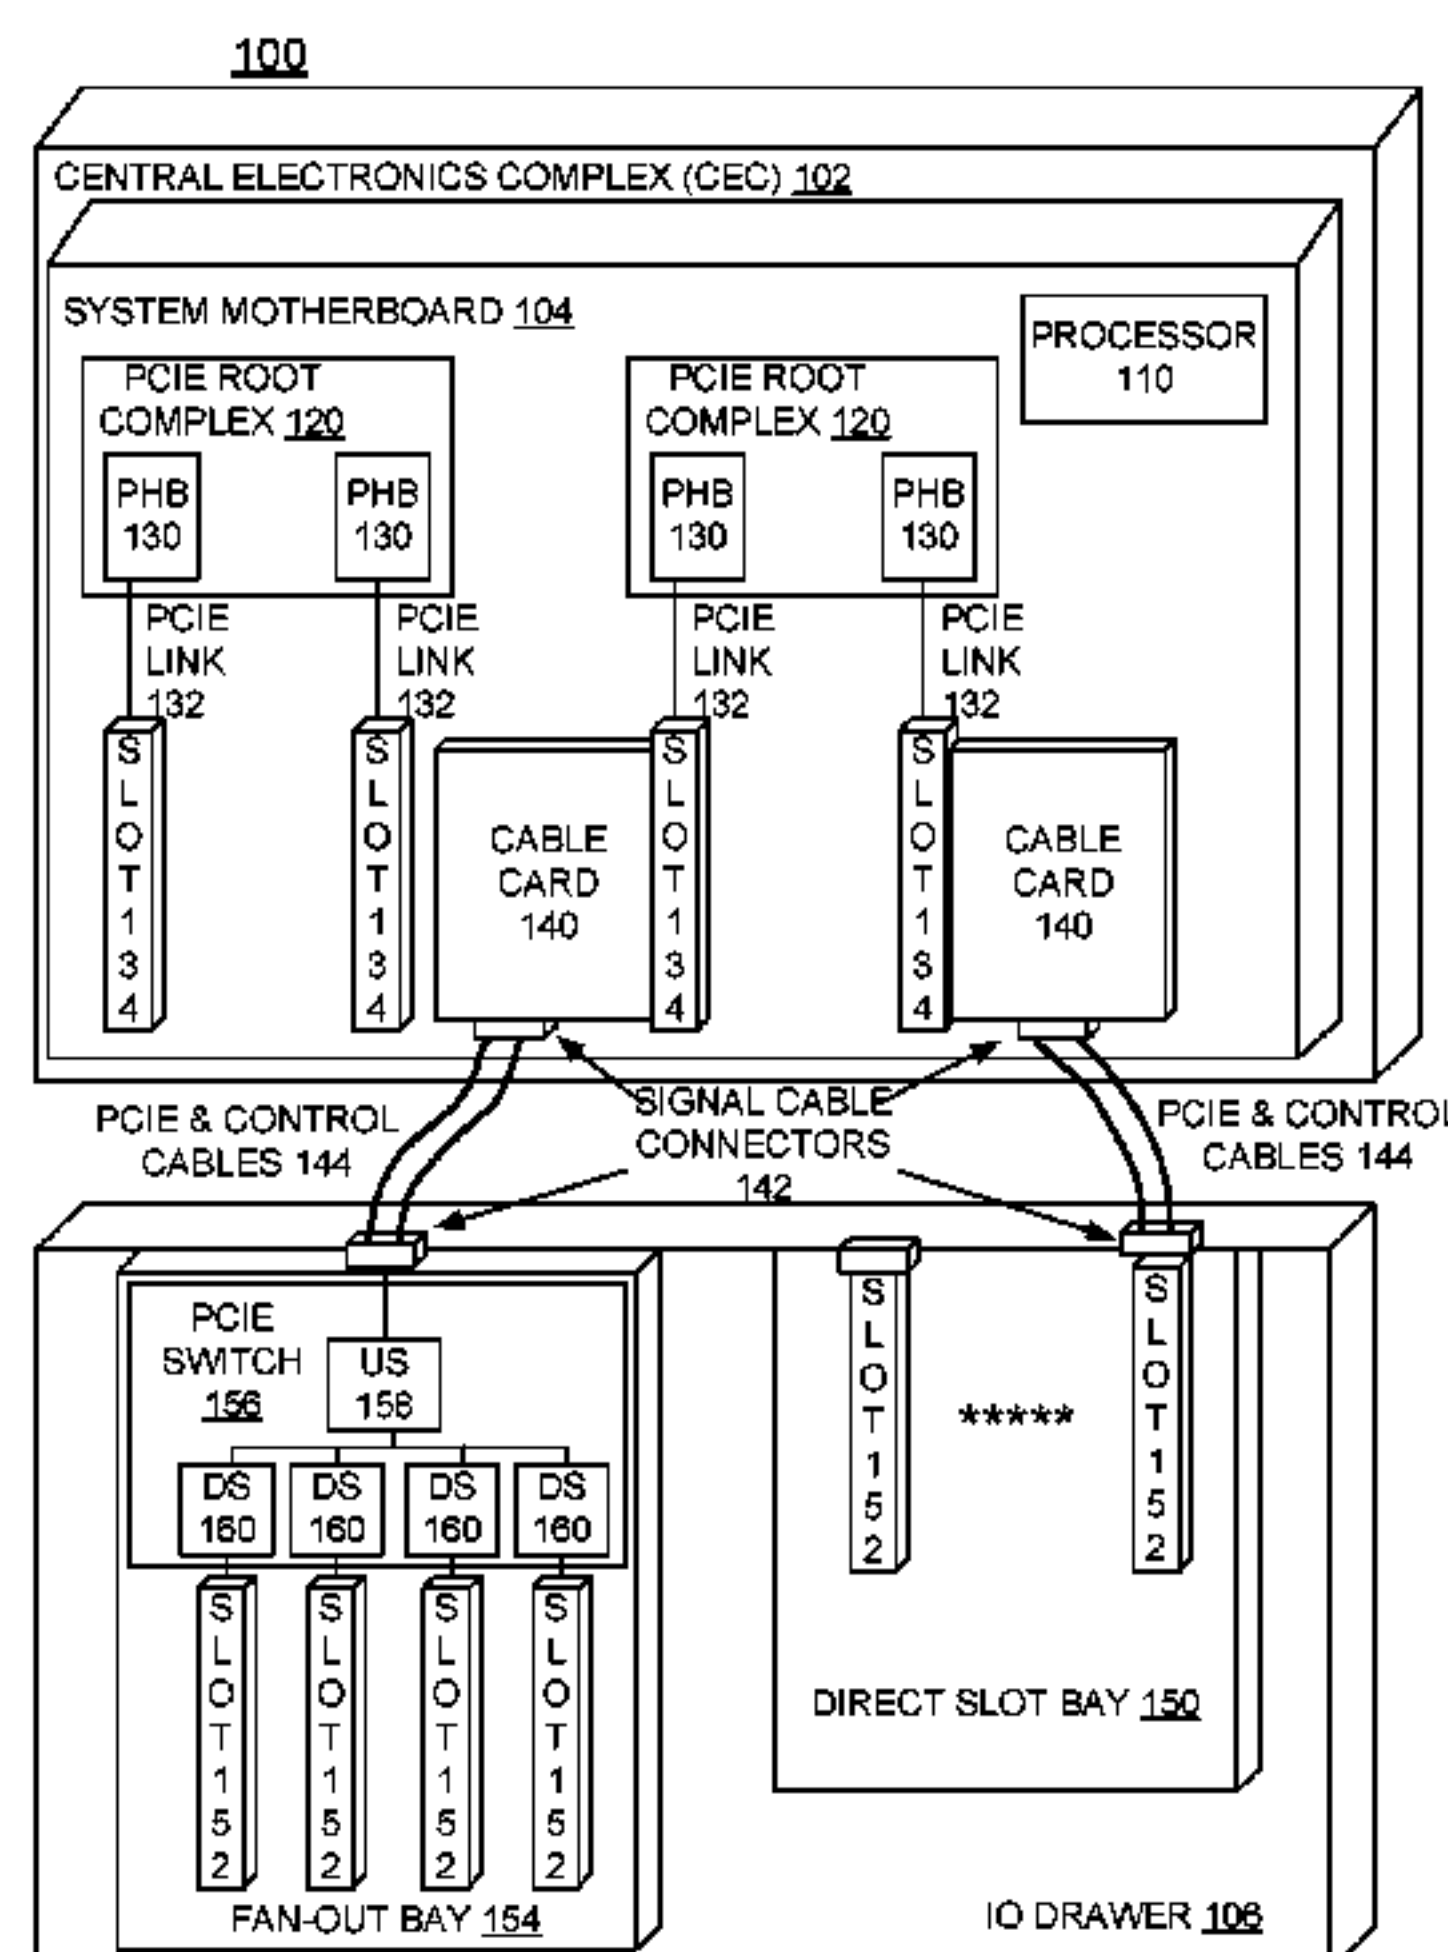 100
CENTRAL ELECTRONICS COMPLEX (CEC) 102
SYSTEM MOTHERBOARD 104
PROCESSOR
110
PCIE ROOT
COMPLEX 120
PCIE ROOT
COMPLEX 120
PHB
130
PHB
130
PHB
130
PHB
130
PCIE
LINK
132
PCIE
LINK
132
PCIE
LINK
132
PCIE
LINK
132
SLOT134
SLOT134
CABLE
CARD
140
SLOT134
SLOT134
CABLE
CARD
140
PCIE & CONTROL
CABLES 144
SIGNAL CABLE
CONNECTORS
142
PCIE & CONTROL
CABLES 144
PCIE
SWITCH
156
US
158
DS
160
DS
160
DS
160
DS
160
SLOT152
SLOT152
SLOT152
SLOT152
FAN-OUT BAY 154
SLOT152
*****
SLOT152
DIRECT SLOT BAY 150
IO DRAWER 106